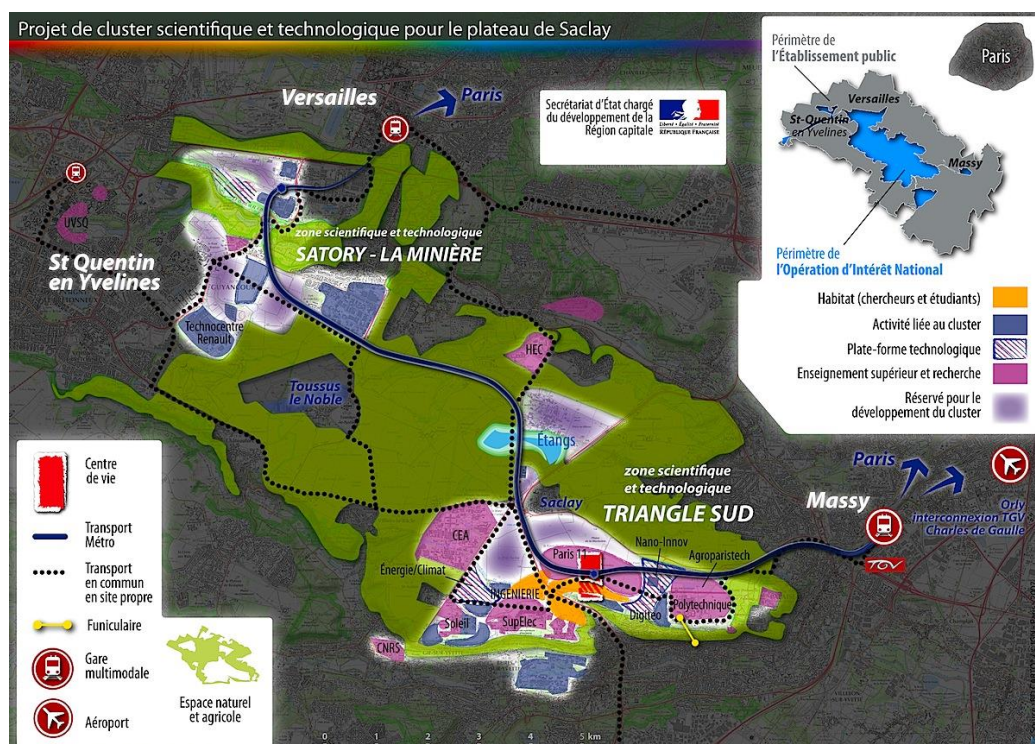 Projet de cluster scientifique et technologique pour le plateau de Saclay
Versailles
Paris
Secrétariat d'État chargé
du développement de la
Région capitale
Liberté • Égalité • Fraternité
RÉPUBLIQUE FRANÇAISE
Périmètre de
l'Établissement public
Paris
Versailles
St-Quentin
en Yvelines
Massy
Périmètre de
l'Opération d'Intérêt National
Habitat (chercheurs et étudiants)
Activité liée au cluster
Plate-forme technologique
Enseignement supérieur et recherche
Réservé pour le
développement du cluster
UVSQ
St Quentin
en Yvelines
zone scientifique et technologique
SATORY - LA MINIÈRE
GUYANCOURT
Technocentre
Renault
HEC
Toussus
le Noble
Étangs
zone scientifique
et technologique
TRIANGLE SUD
Saclay
Paris
Massy
Orly
interconnexion TGV
Charles de Gaulle
TGV
CEA
Paris 11
Nano-Innov
Agroparistech
Énergie/Climat
INGENIERIE
Polytechnique
Digiteo
Soleil
SupElec
CNRS
Centre
de vie
Transport
Métro
Transport
en commun
en site propre
Funiculaire
Gare
multimodale
Aéroport
Espace naturel
et agricole
0 1 2 3 4 5 km